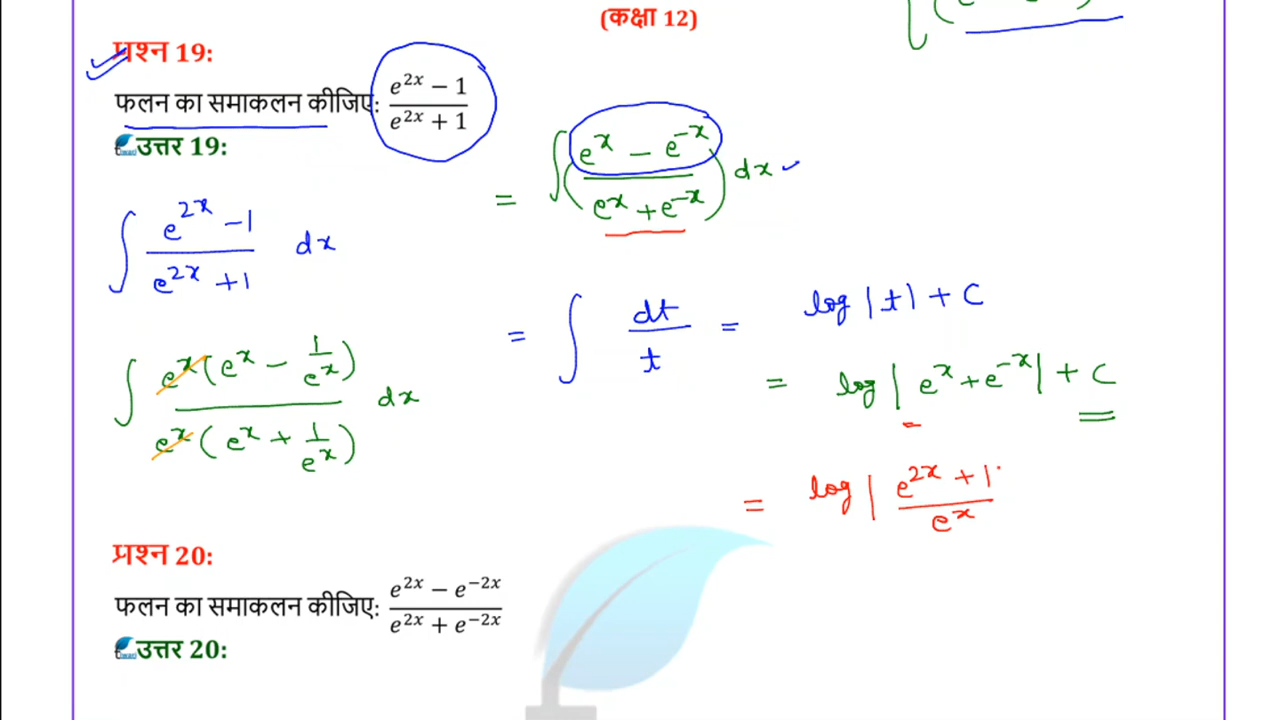 (कक्षा 12)
प्रश्न 19:
फलन का समाकलन कीजिए: (e^{2x} − 1)/(e^{2x} + 1)
उत्तर 19:
∫ (e^{2x} − 1)/(e^{2x} + 1) dx
∫ e^x (e^x − 1/e^x) / e^x (e^x + 1/e^x) dx
= ∫ ((e^x − e^{−x})/(e^x + e^{−x})) dx
= ∫ dt/t = log |t| + C
= log | e^x + e^{−x} | + C
= log | (e^{2x} + 1)/e^x
प्रश्न 20:
फलन का समाकलन कीजिए: (e^{2x} − e^{−2x})/(e^{2x} + e^{−2x})
उत्तर 20: